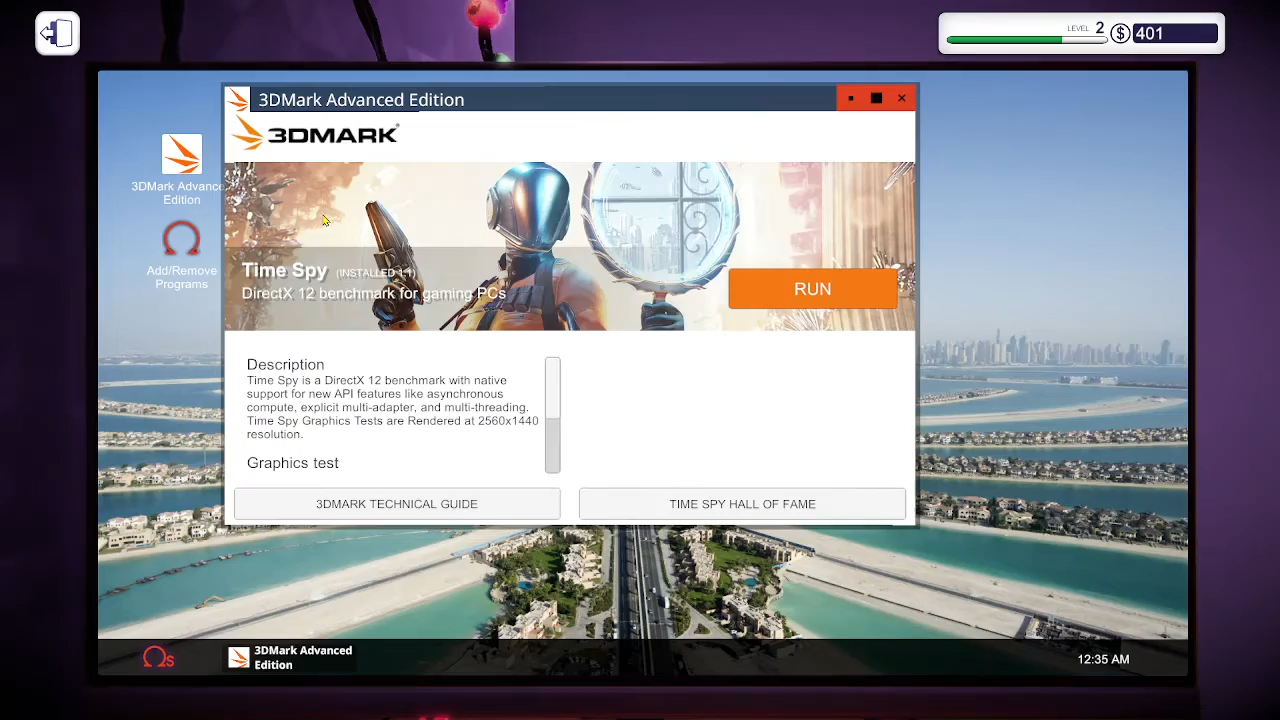 LEVEL 2
$ 401
3DMark Advanced Edition
3DMARK
3DMark Advance
Edition
Add/Remove
Programs
Time Spy (INSTALLED 1.1)
DirectX 12 benchmark for gaming PCs
RUN
Description
Time Spy is a DirectX 12 benchmark with native
support for new API features like asynchronous
compute, explicit multi-adapter, and multi-threading.
Time Spy Graphics Tests are Rendered at 2560x1440
resolution.
Graphics test
3DMARK TECHNICAL GUIDE
TIME SPY HALL OF FAME
Ωs
3DMark Advanced
Edition
12:35 AM